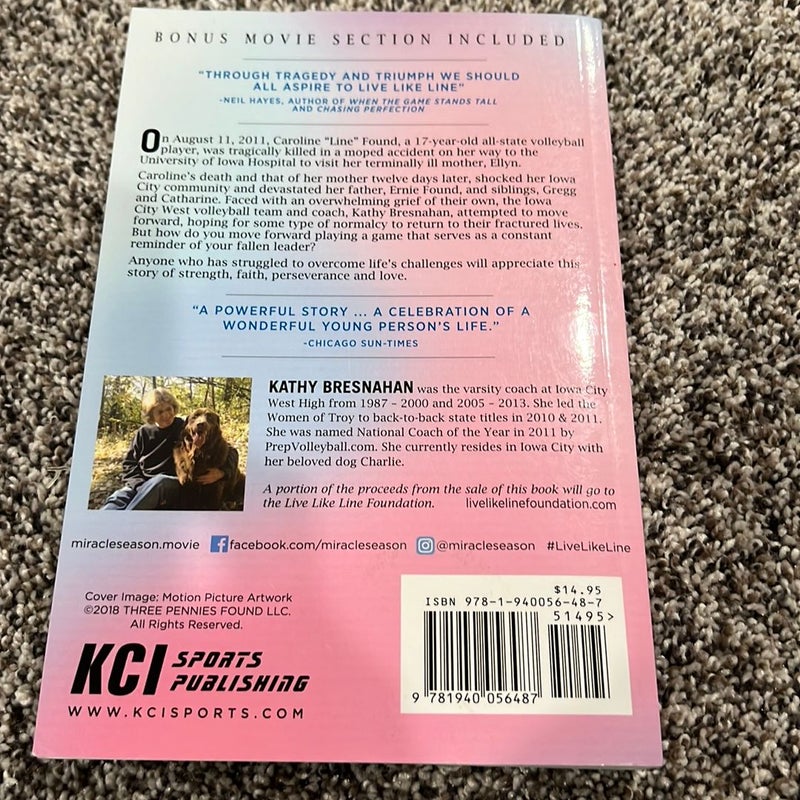 BONUS MOVIE SECTION INCLUDED
"THROUGH TRAGEDY AND TRIUMPH WE SHOULD
ALL ASPIRE TO LIVE LIKE LINE"
-NEIL HAYES, AUTHOR OF WHEN THE GAME STANDS TALL
AND CHASING PERFECTION
On August 11, 2011, Caroline "Line" Found, a 17-year-old all-state volleyball
player, was tragically killed in a moped accident on her way to the
University of Iowa Hospital to visit her terminally ill mother, Ellyn.
Caroline's death and that of her mother twelve days later, shocked her Iowa
City community and devastated her father, Ernie Found, and siblings, Gregg
and Catharine. Faced with an overwhelming grief of their own, the Iowa
City West volleyball team and coach, Kathy Bresnahan, attempted to move
forward, hoping for some type of normalcy to return to their fractured lives.
But how do you move forward playing a game that serves as a constant
reminder of your fallen leader?
Anyone who has struggled to overcome life's challenges will appreciate this
story of strength, faith, perseverance and love.
"A POWERFUL STORY ... A CELEBRATION OF A
WONDERFUL YOUNG PERSON'S LIFE."
-CHICAGO SUN-TIMES
KATHY BRESNAHAN was the varsity coach at Iowa City
West High from 1987 - 2000 and 2005 - 2013. She led the
Women of Troy to back-to-back state titles in 2010 & 2011.
She was named National Coach of the Year in 2011 by
PrepVolleyball.com. She currently resides in Iowa City with
her beloved dog Charlie.
A portion of the proceeds from the sale of this book will go to
the Live Like Line Foundation. livelikelinefoundation.com
miracleseason.movie facebook.com/miracleseason @miracleseason #LiveLikeLine
Cover Image: Motion Picture Artwork
©2018 THREE PENNIES FOUND LLC.
All Rights Reserved.
KCI SPORTS
PUBLISHING
WWW.KCISPORTS.COM
$14.95
ISBN 978-1-940056-48-7
51495>
9 781940 056487